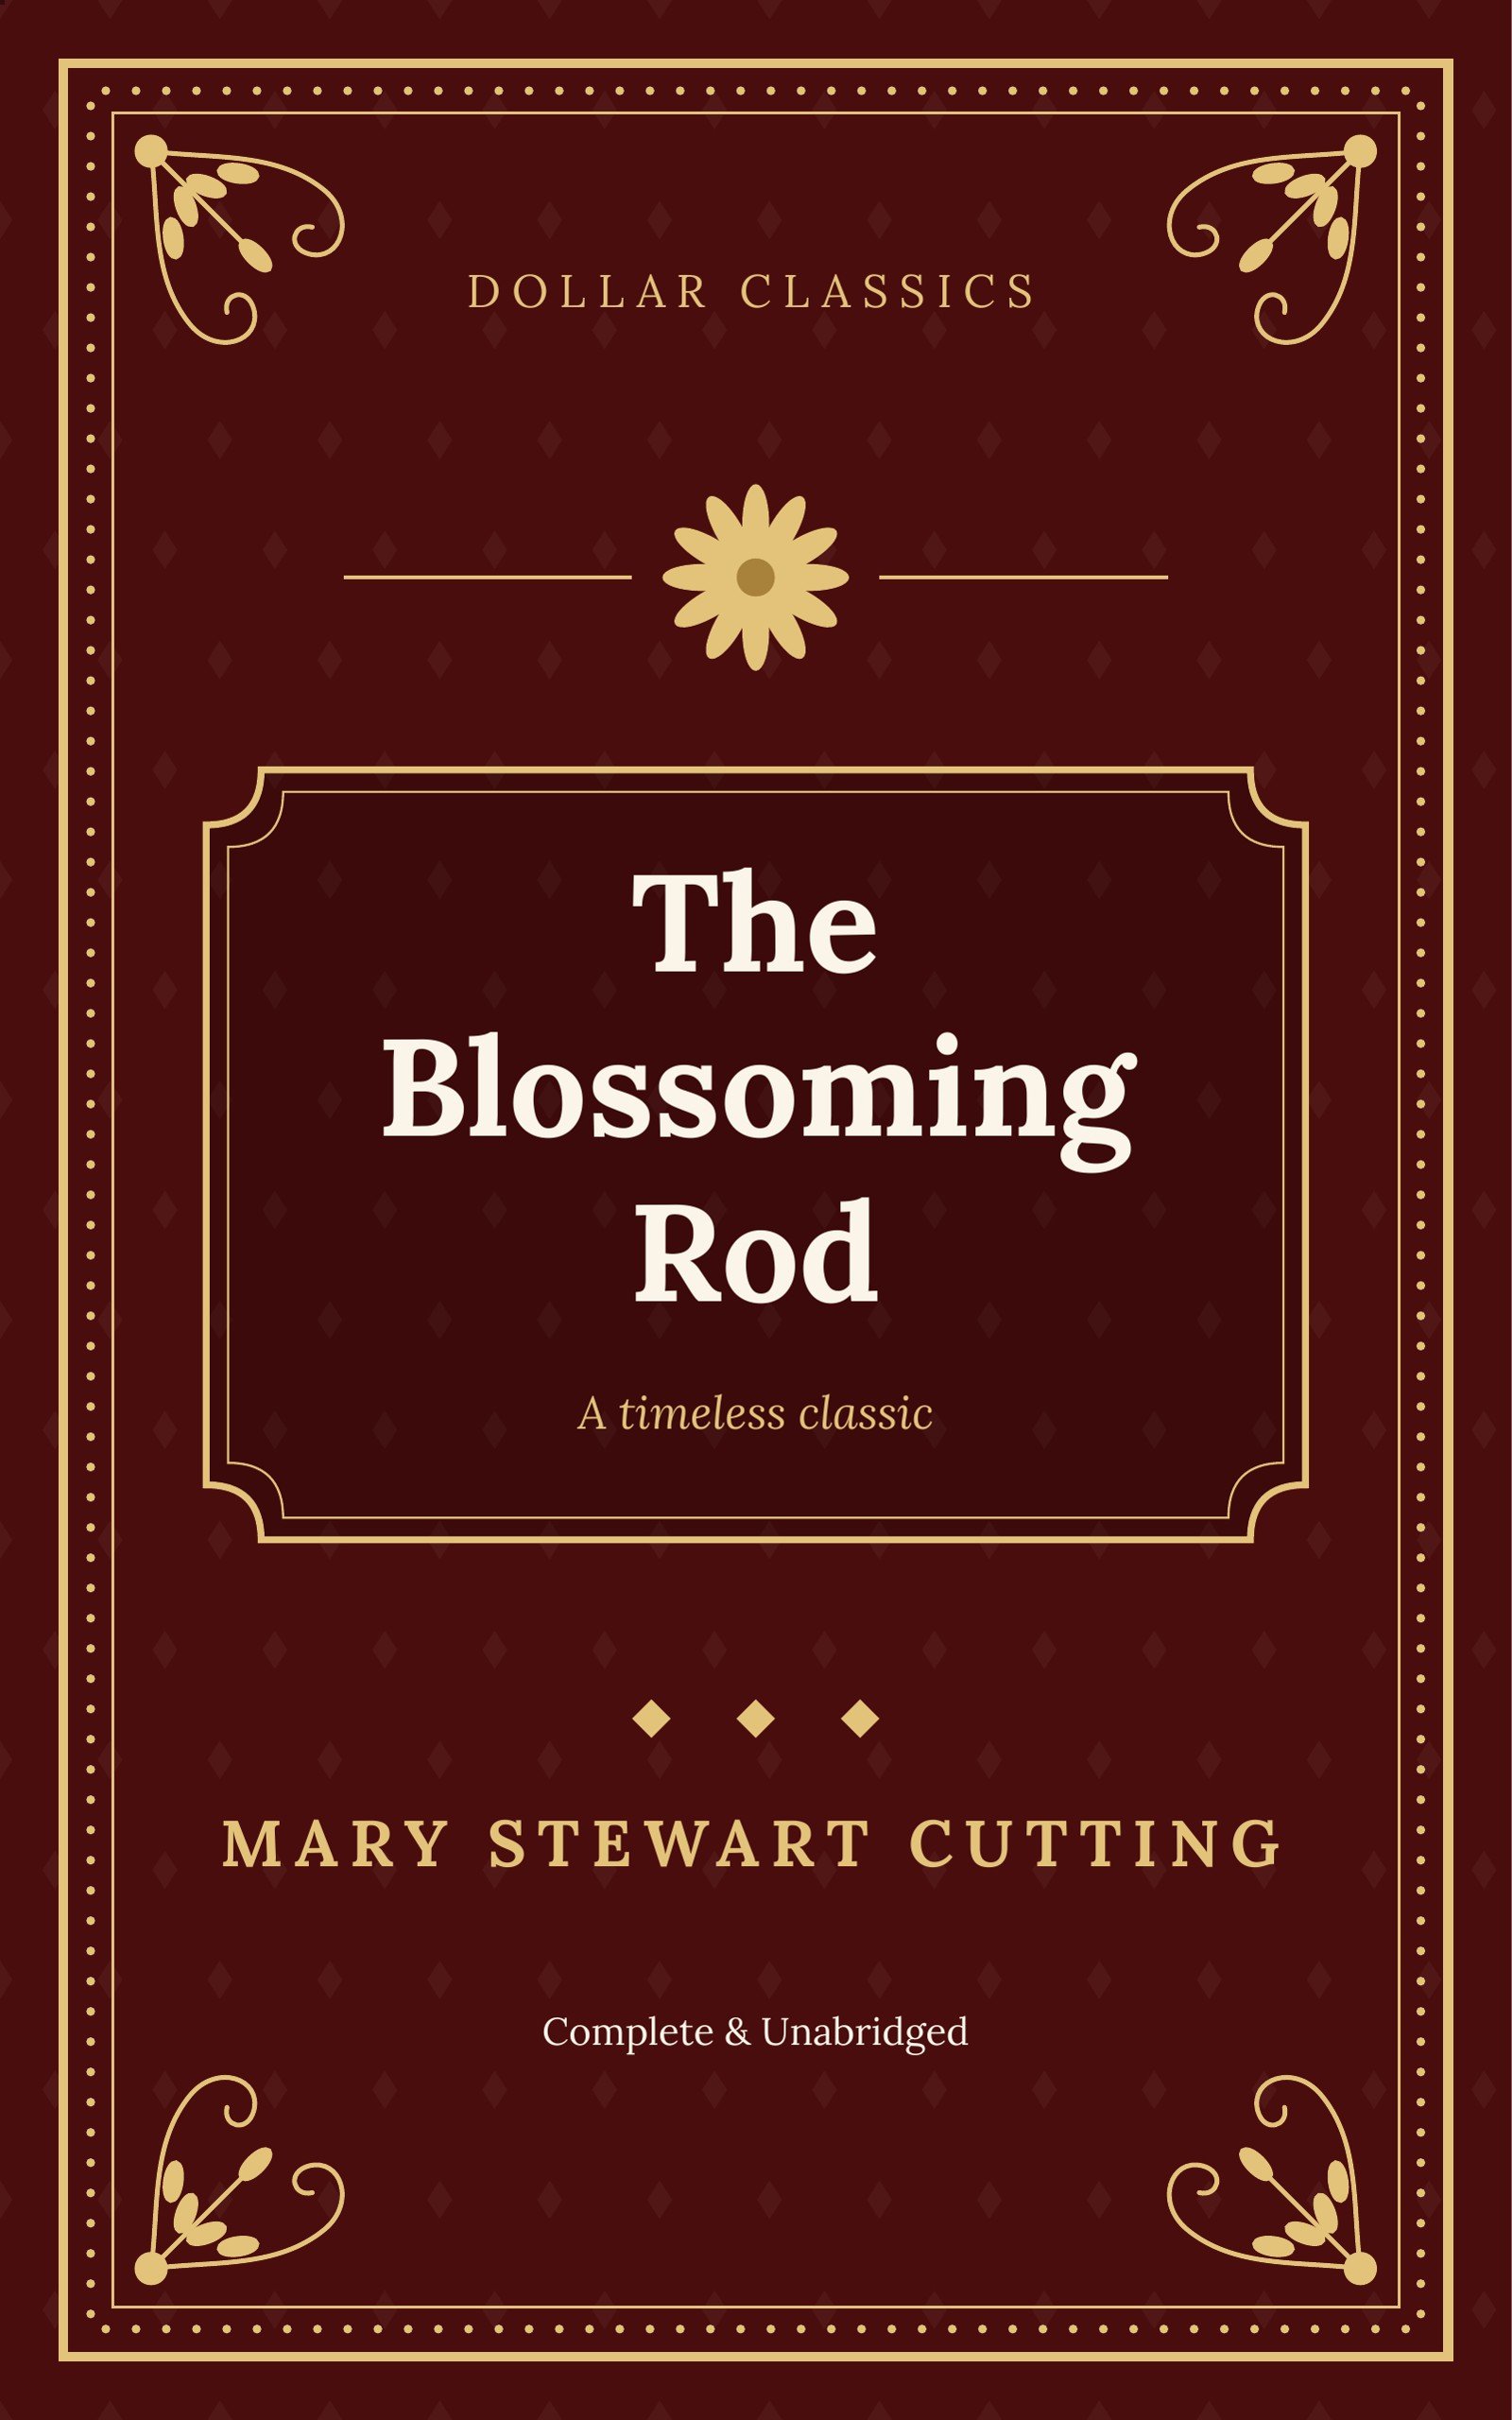 DOLLAR CLASSICS
The
Blossoming
Rod
A timeless classic
MARY STEWART CUTTING
Complete & Unabridged